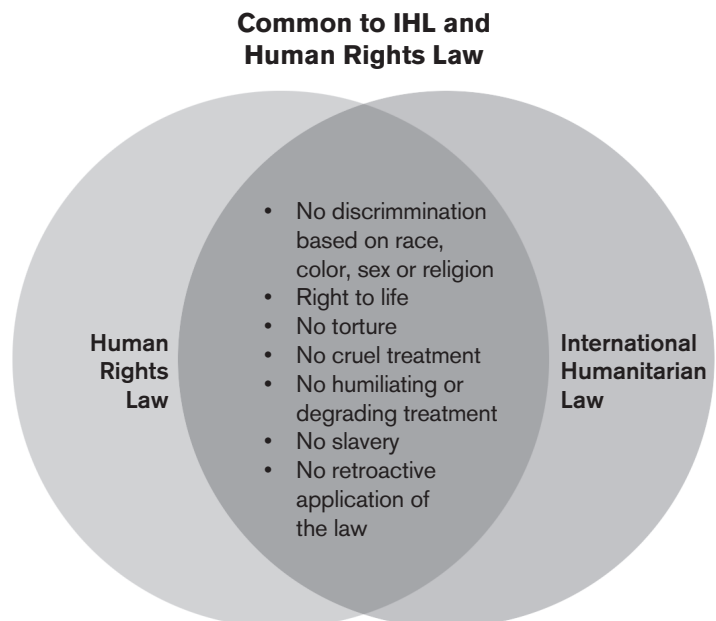 Common to IHL and
Human Rights Law
Human
Rights
Law
• No discrimmination
based on race,
color, sex or religion
• Right to life
• No torture
• No cruel treatment
• No humiliating or
degrading treatment
• No slavery
• No retroactive
application of
the law
International
Humanitarian
Law